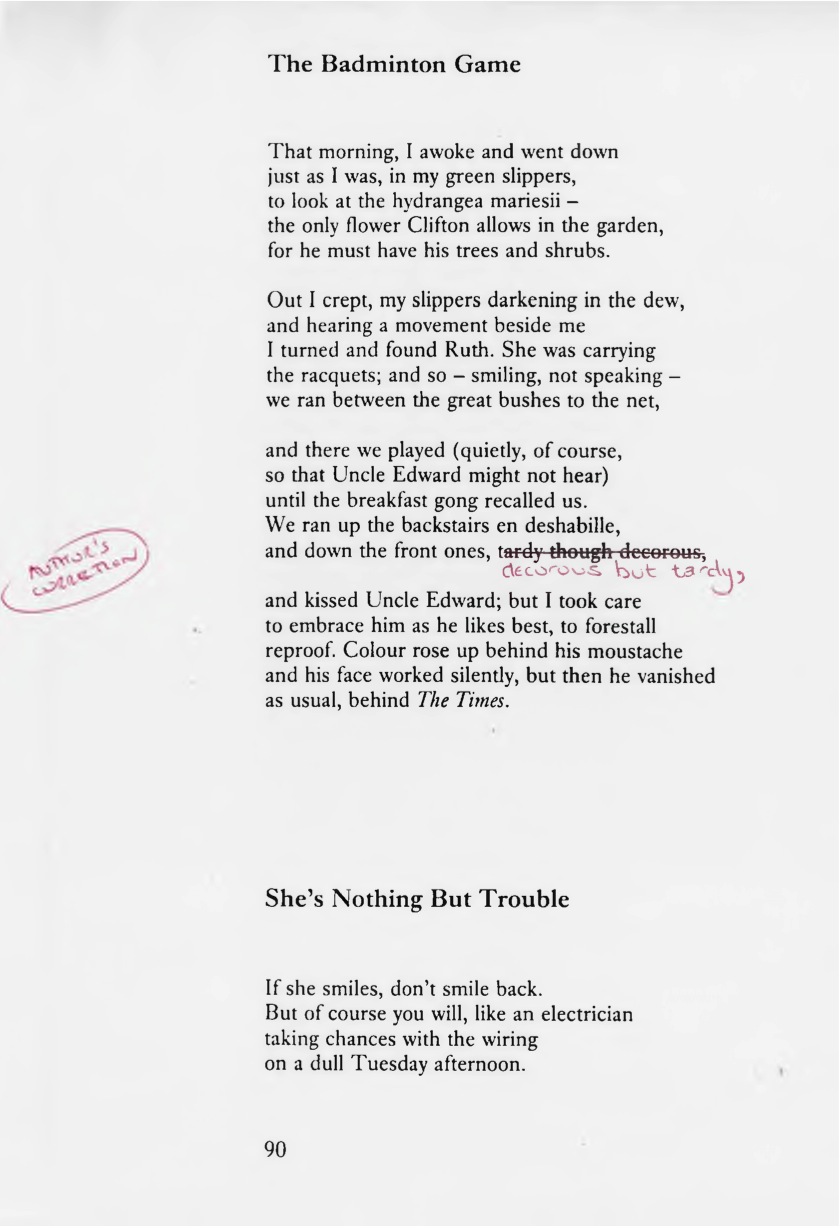 The Badminton Game
That morning, I awoke and went down
just as I was, in my green slippers,
to look at the hydrangea mariesii –
the only flower Clifton allows in the garden,
for he must have his trees and shrubs.
Out I crept, my slippers darkening in the dew,
and hearing a movement beside me
I turned and found Ruth. She was carrying
the racquets; and so – smiling, not speaking –
we ran between the great bushes to the net,
and there we played (quietly, of course,
so that Uncle Edward might not hear)
until the breakfast gong recalled us.
We ran up the backstairs en deshabille,
and down the front ones, tardy though decorous,
decorous but tardy,
AUTHOR'S
CORRECTION
and kissed Uncle Edward; but I took care
to embrace him as he likes best, to forestall
reproof. Colour rose up behind his moustache
and his face worked silently, but then he vanished
as usual, behind The Times.
She's Nothing But Trouble
If she smiles, don't smile back.
But of course you will, like an electrician
taking chances with the wiring
on a dull Tuesday afternoon.
90